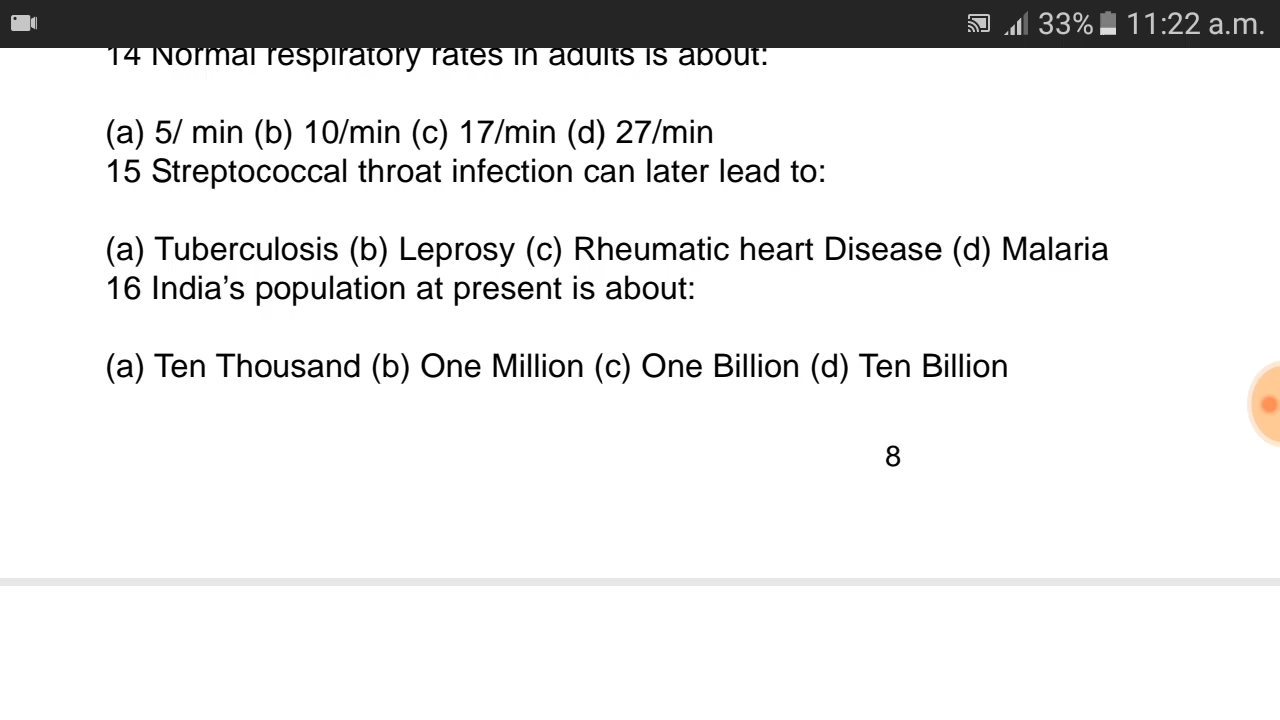 33% 11:22 a.m.
14 Normal respiratory rates in adults is about:
(a) 5/ min (b) 10/min (c) 17/min (d) 27/min
15 Streptococcal throat infection can later lead to:
(a) Tuberculosis (b) Leprosy (c) Rheumatic heart Disease (d) Malaria
16 India’s population at present is about:
(a) Ten Thousand (b) One Million (c) One Billion (d) Ten Billion
8